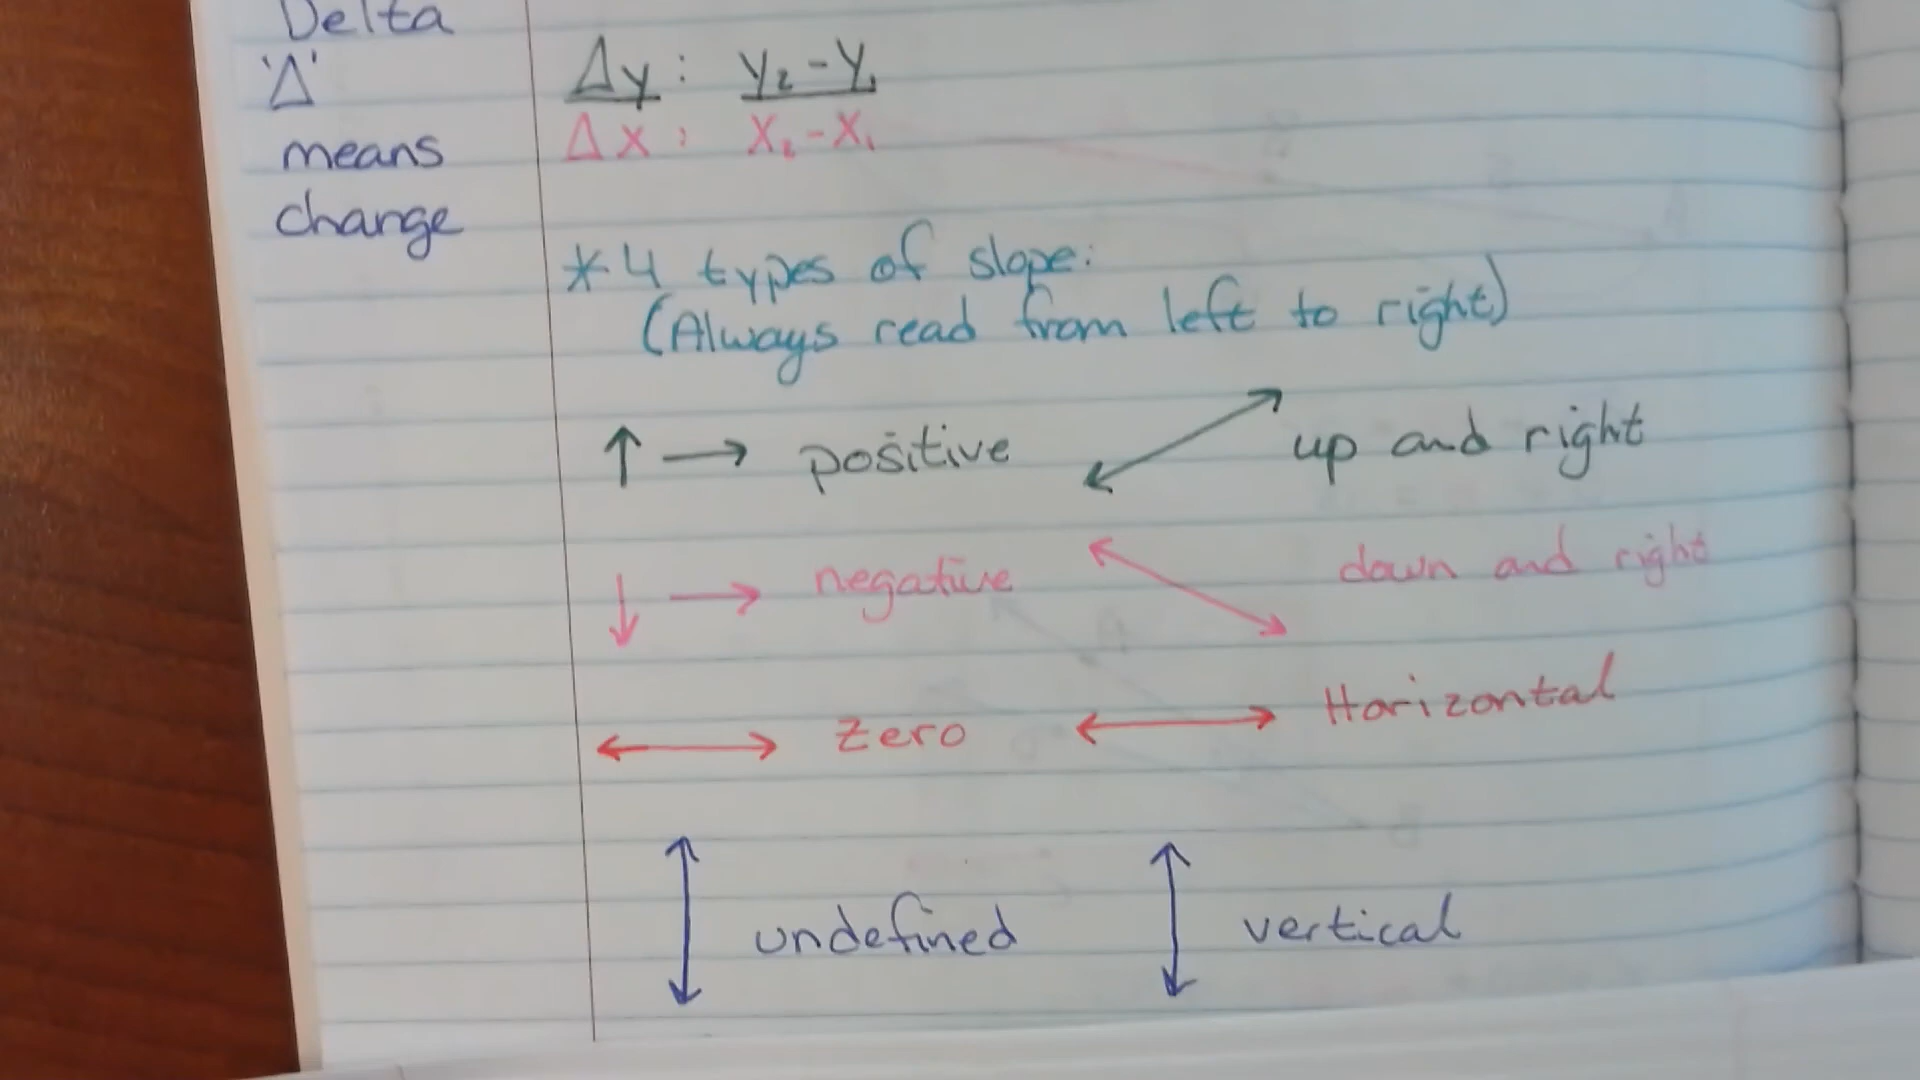 Delta
'Δ'
means
change
Δy : y₂-y₁
Δx : x₂-x₁
* 4 types of slope:
(Always read from left to right)
↑ → positive up and right
↓ → negative down and right
↔ zero Horizontal
↕ undefined ↕ vertical